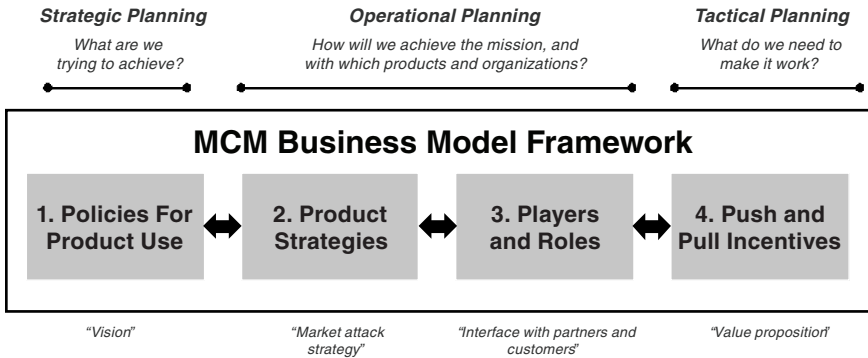 Strategic Planning
Operational Planning
Tactical Planning
What are we
trying to achieve?
How will we achieve the mission, and
with which products and organizations?
What do we need to
make it work?
MCM Business Model Framework
1. Policies For
Product Use
2. Product
Strategies
3. Players
and Roles
4. Push and
Pull Incentives
“Vision”
“Market attack
strategy”
“Interface with partners and
customers”
“Value proposition”